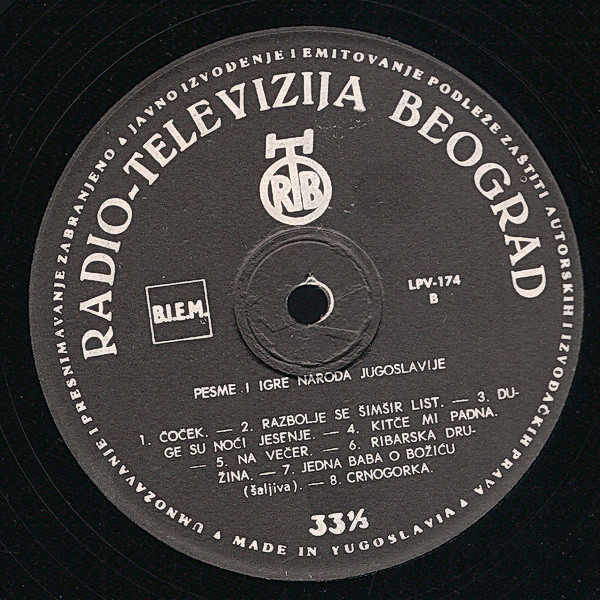 UMNOŽAVANJE I PRESNIMAVANJE ZABRANJENO ▲ JAVNO IZVOĐENJE I EMITOVANJE PODLEŽE ZAŠTITI AUTORSKIH I IZVOĐAČKIH PRAVA ▲
RADIO-TELEVIZIJA BEOGRAD
RTB
B.I.E.M.
LPV-174
B
PESME I IGRE NARODA JUGOSLAVIJE
1. ČOČEK. — 2. RAZBOLJE SE ŠIMŠIR LIST. — 3. DU-
GE SU NOĆI JESENJE. — 4. KITČE MI PADNA.
— 5. NA VEČER. — 6. RIBARSKA DRU-
ŽINA. — 7. JEDNA BABA O BOŽIĆU
(šaljiva). — 8. CRNOGORKA.
33⅓
▲ MADE IN YUGOSLAVIA ▲